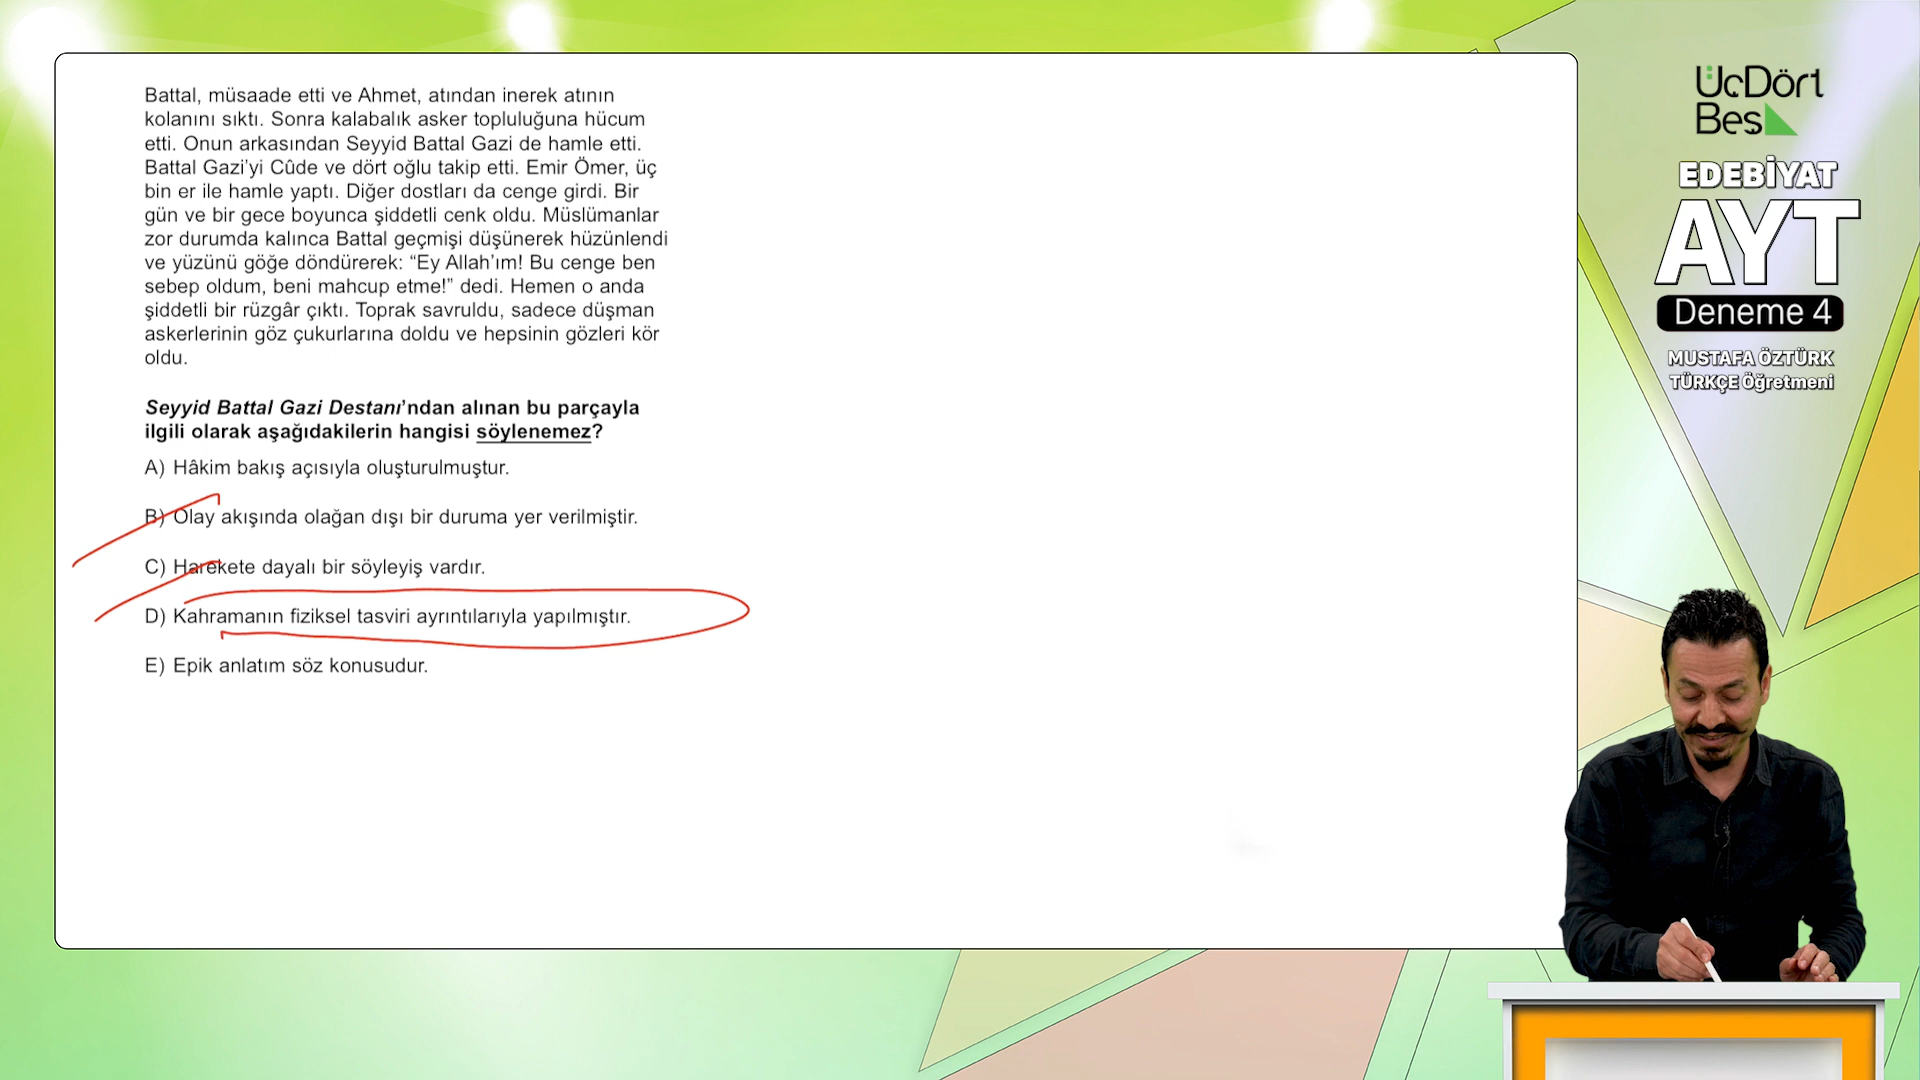 Battal, müsaade etti ve Ahmet, atından inerek atının
kolanını sıktı. Sonra kalabalık asker topluluğuna hücum
etti. Onun arkasından Seyyid Battal Gazi de hamle etti.
Battal Gazi’yi Cûde ve dört oğlu takip etti. Emir Ömer, üç
bin er ile hamle yaptı. Diğer dostları da cenge girdi. Bir
gün ve bir gece boyunca şiddetli cenk oldu. Müslümanlar
zor durumda kalınca Battal geçmişi düşünerek hüzünlendi
ve yüzünü göğe döndürerek: “Ey Allah’ım! Bu cenge ben
sebep oldum, beni mahcup etme!” dedi. Hemen o anda
şiddetli bir rüzgâr çıktı. Toprak savruldu, sadece düşman
askerlerinin göz çukurlarına doldu ve hepsinin gözleri kör
oldu.
Seyyid Battal Gazi Destanı’ndan alınan bu parçayla
ilgili olarak aşağıdakilerin hangisi söylenemez?
A) Hâkim bakış açısıyla oluşturulmuştur.
B) Olay akışında olağan dışı bir duruma yer verilmiştir.
C) Harekete dayalı bir söyleyiş vardır.
D) Kahramanın fiziksel tasviri ayrıntılarıyla yapılmıştır.
E) Epik anlatım söz konusudur.
ÜçDört
Beş
EDEBİYAT
AYT
Deneme 4
MUSTAFA ÖZTÜRK
TÜRKÇE Öğretmeni